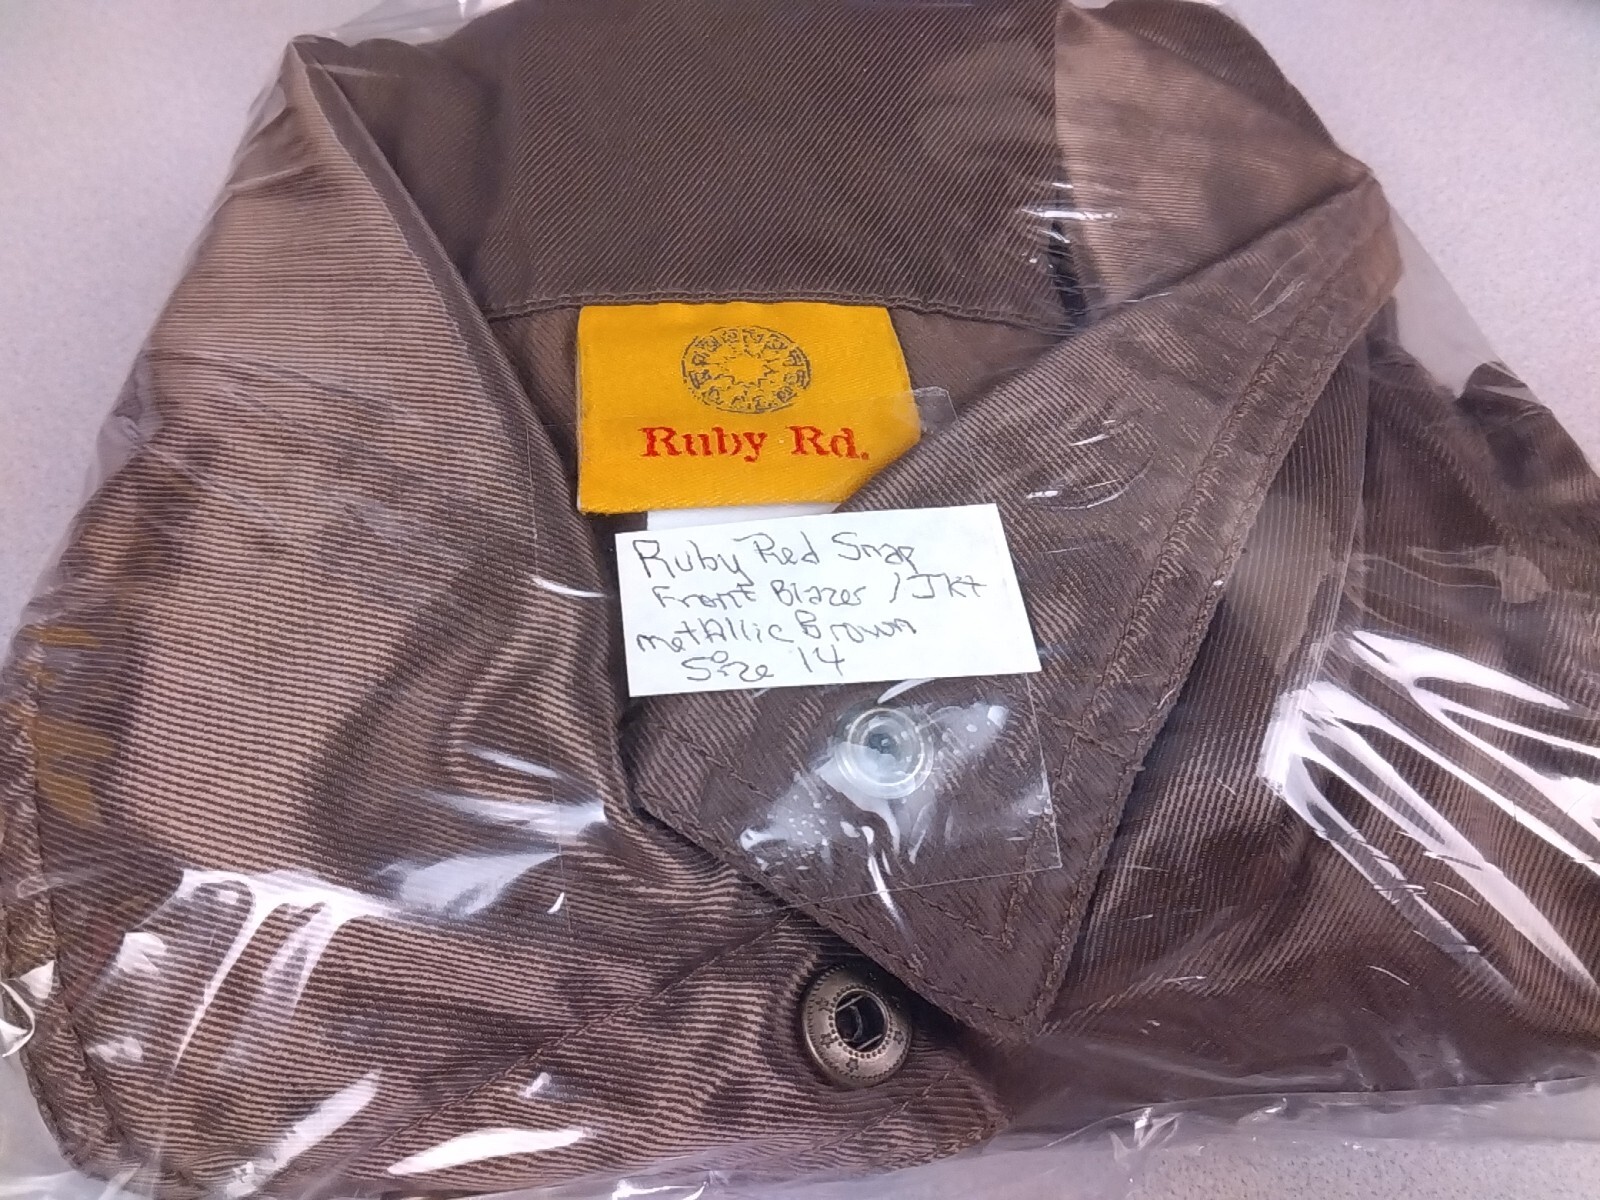 Ruby Rd.
Ruby Red Snap
Front Blazer / JKt
metAllic Brown
Size 14